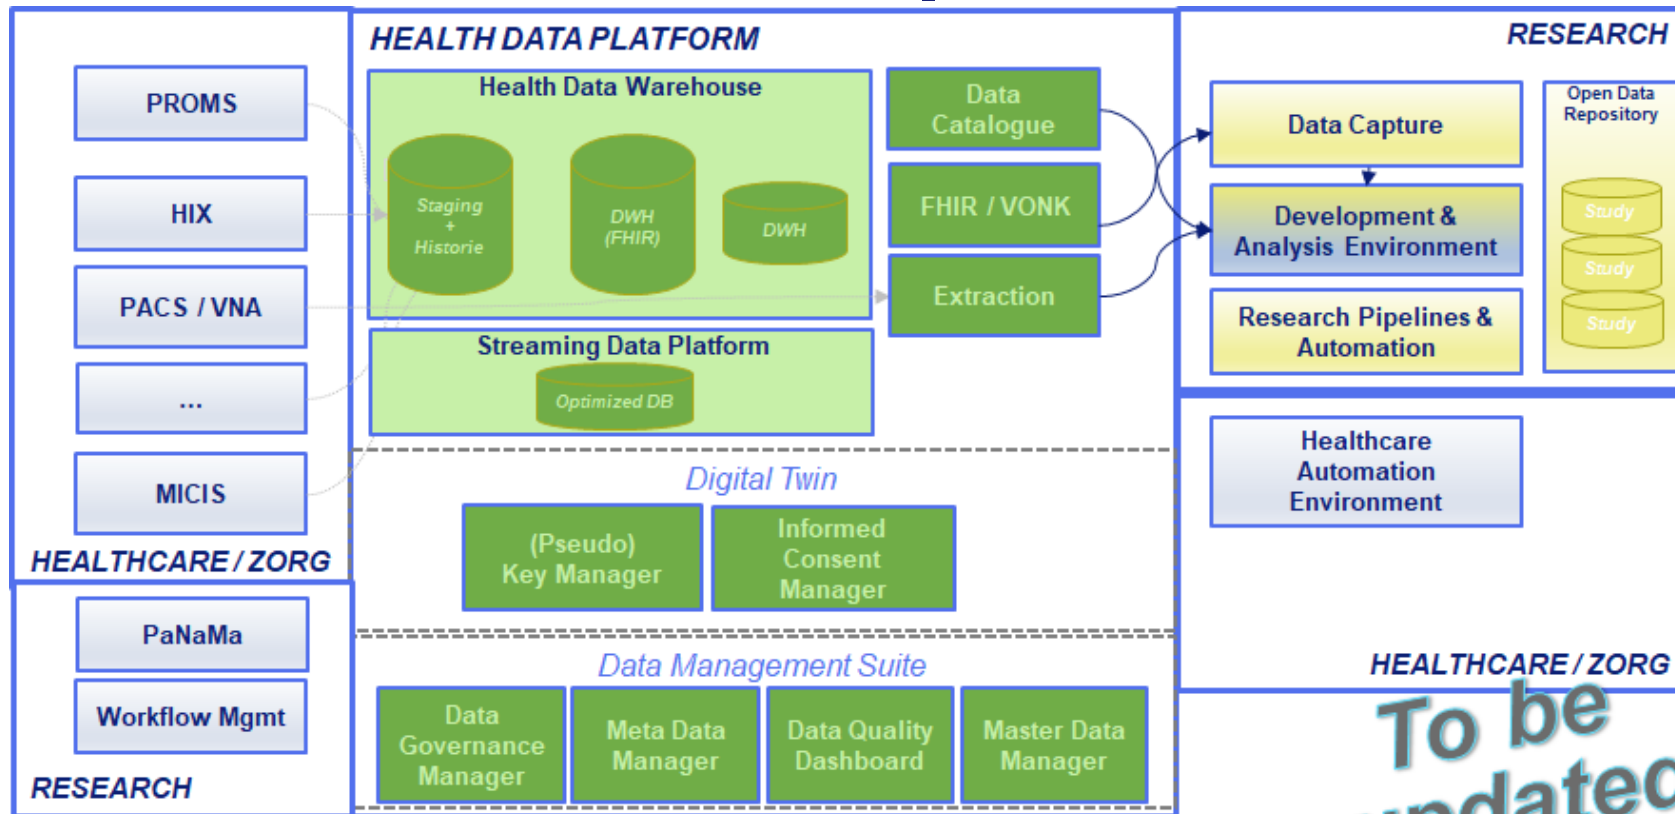 HEALTH DATA PLATFORM
RESEARCH
PROMS
HIX
PACS / VNA
...
MICIS
HEALTHCARE / ZORG
PaNaMa
Workflow Mgmt
RESEARCH
Health Data Warehouse
Staging
+
Historie
DWH
(FHIR)
DWH
Streaming Data Platform
Optimized DB
Data
Catalogue
FHIR / VONK
Extraction
Digital Twin
(Pseudo)
Key Manager
Informed
Consent
Manager
Data Management Suite
Data
Governance
Manager
Meta Data
Manager
Data Quality
Dashboard
Master Data
Manager
Data Capture
Development &
Analysis Environment
Research Pipelines &
Automation
Open Data
Repository
Study
Study
Study
Healthcare
Automation
Environment
HEALTHCARE / ZORG
To be
updated